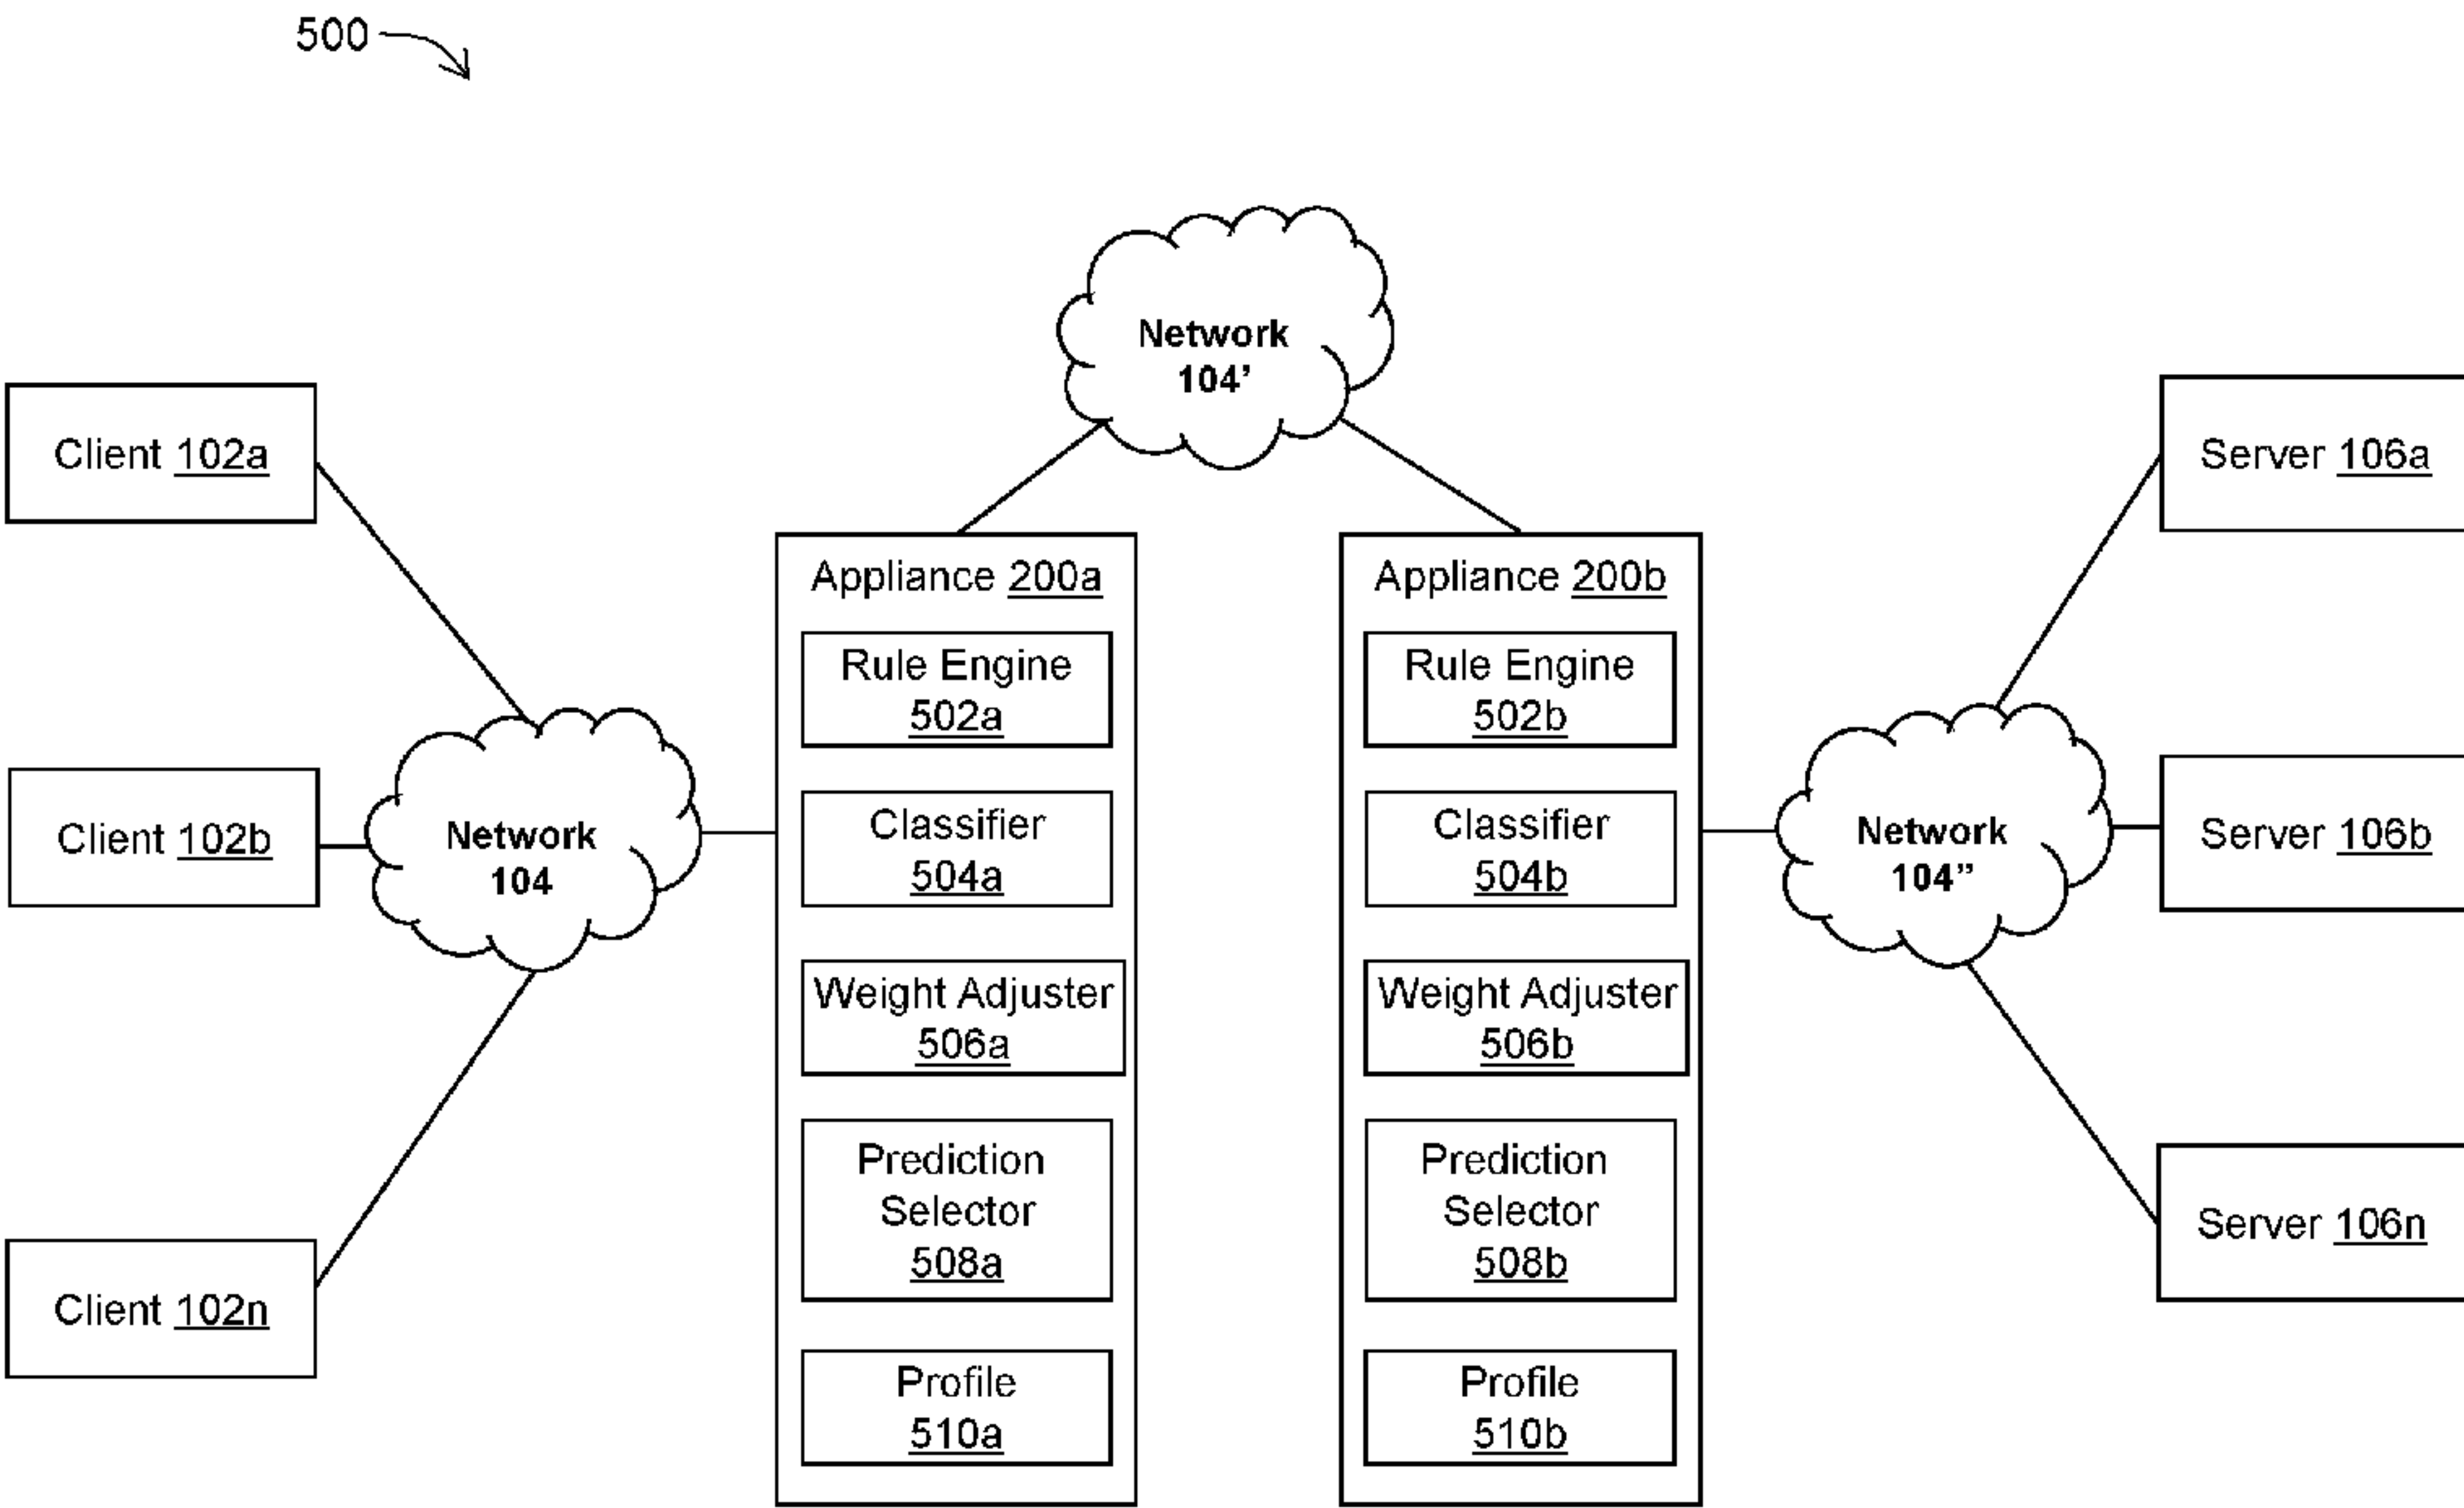 500
Network
104’
Client 102a
Client 102b
Client 102n
Network
104
Appliance 200a
Rule Engine
502a
Classifier
504a
Weight Adjuster
506a
Prediction
Selector
508a
Profile
510a
Appliance 200b
Rule Engine
502b
Classifier
504b
Weight Adjuster
506b
Prediction
Selector
508b
Profile
510b
Network
104”
Server 106a
Server 106b
Server 106n